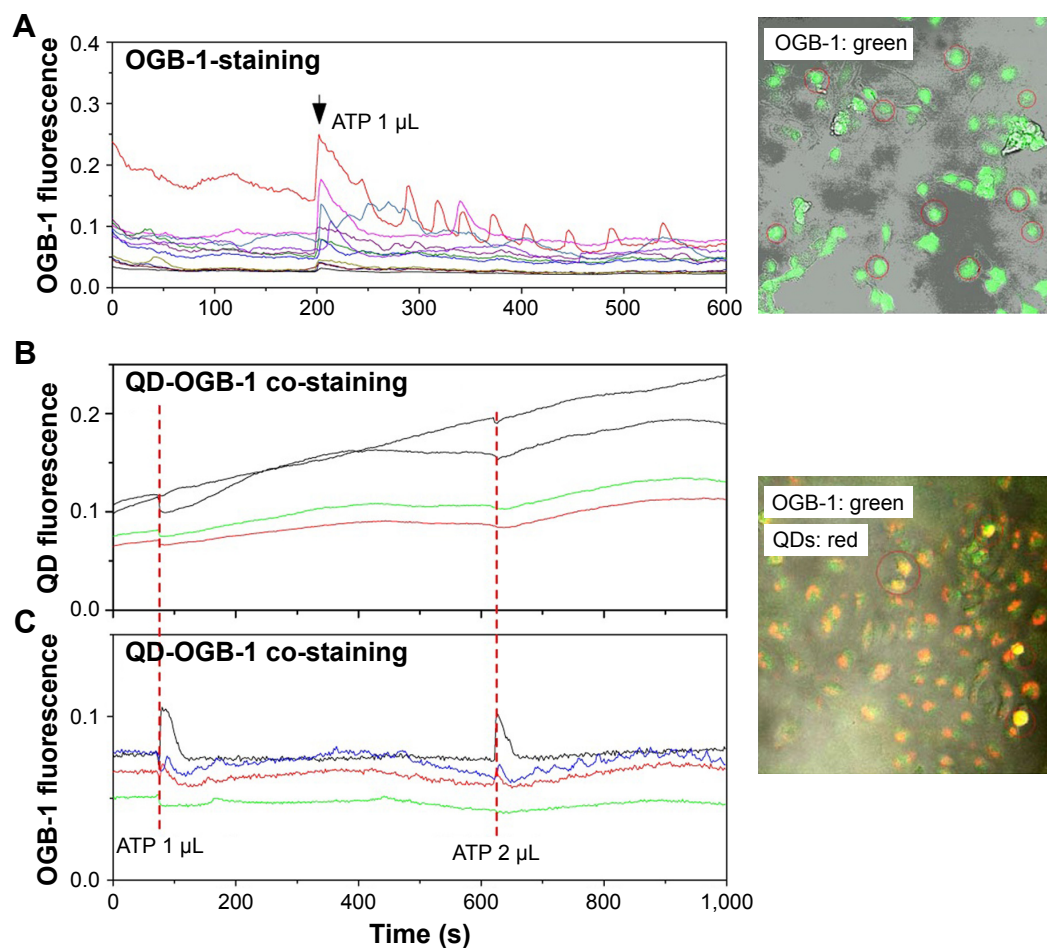 A
OGB-1 fluorescence
0.4
0.3
0.2
0.1
0.0
OGB-1-staining
ATP 1 µL
0
100
200
300
400
500
600
OGB-1: green
B
QD fluorescence
0.2
0.1
0.0
QD-OGB-1 co-staining
OGB-1: green
QDs: red
C
OGB-1 fluorescence
0.1
0.0
QD-OGB-1 co-staining
ATP 1 µL
ATP 2 µL
0
200
400
600
800
1,000
Time (s)